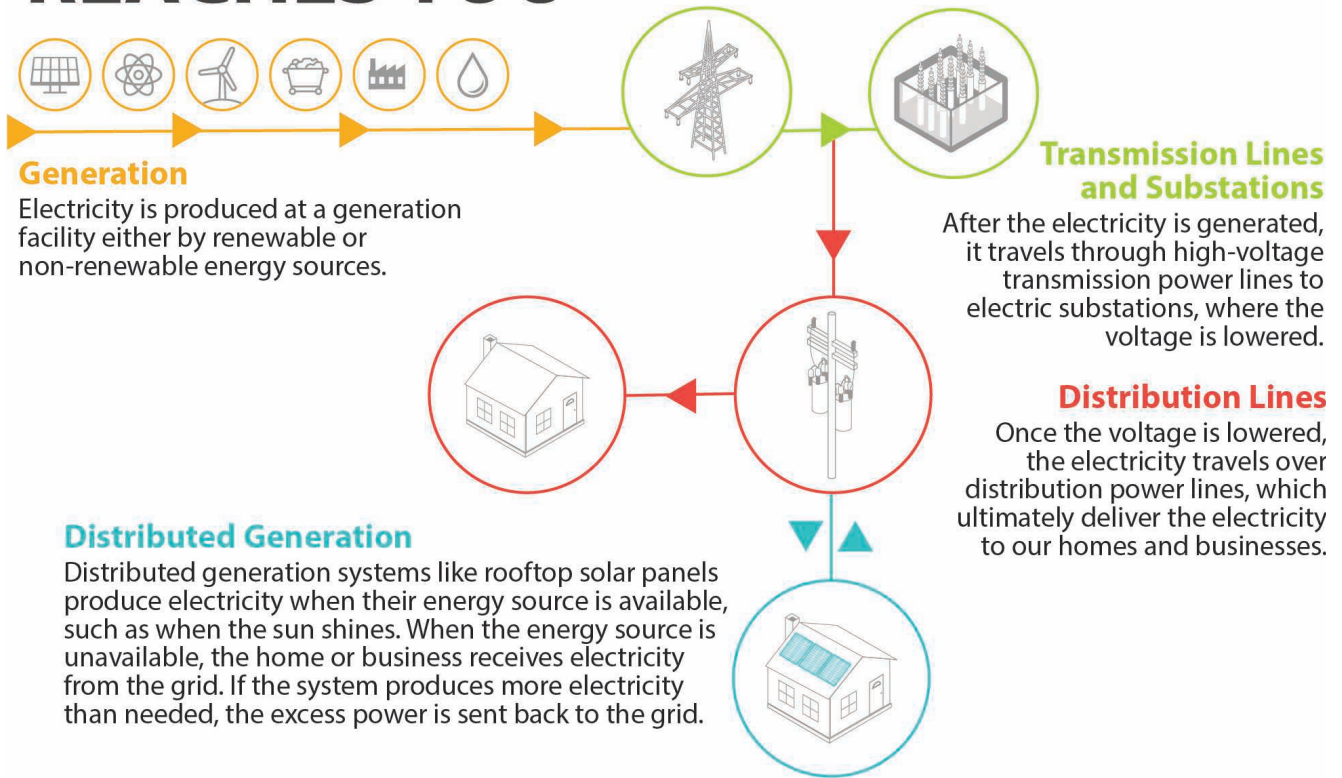 REACHES YOU
Generation
Electricity is produced at a generation
facility either by renewable or
non-renewable energy sources.
Transmission Lines
and Substations
After the electricity is generated,
it travels through high-voltage
transmission power lines to
electric substations, where the
voltage is lowered.
Distribution Lines
Once the voltage is lowered,
the electricity travels over
distribution power lines, which
ultimately deliver the electricity
to our homes and businesses.
Distributed Generation
Distributed generation systems like rooftop solar panels
produce electricity when their energy source is available,
such as when the sun shines. When the energy source is
unavailable, the home or business receives electricity
from the grid. If the system produces more electricity
than needed, the excess power is sent back to the grid.